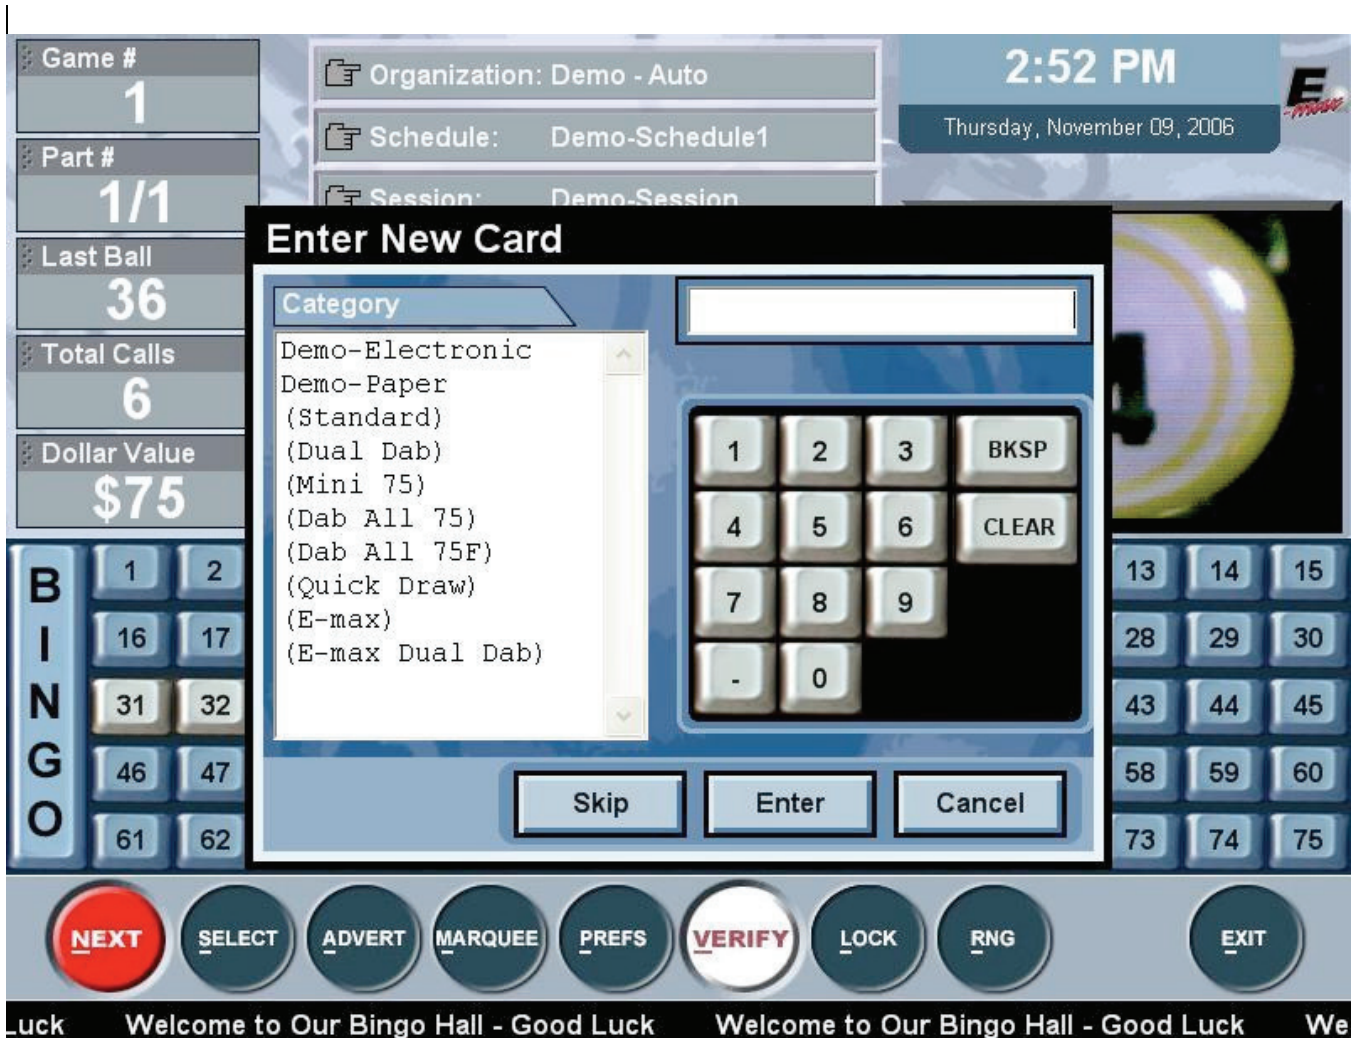 Game #
1
Part #
1/1
Last Ball
36
Total Calls
6
Dollar Value
$75
Organization: Demo - Auto
Schedule: Demo-Schedule1
Session: Demo-Session
2:52 PM
Thursday, November 09, 2006
E
-max
Enter New Card
Category
Demo-Electronic
Demo-Paper
(Standard)
(Dual Dab)
(Mini 75)
(Dab All 75)
(Dab All 75F)
(Quick Draw)
(E-max)
(E-max Dual Dab)
1 2 3 BKSP
4 5 6 CLEAR
7 8 9
- 0
Skip Enter Cancel
B 1 2 13 14 15
I 16 17 28 29 30
N 31 32 43 44 45
G 46 47 58 59 60
O 61 62 73 74 75
NEXT SELECT ADVERT MARQUEE PREFS VERIFY LOCK RNG EXIT
Luck Welcome to Our Bingo Hall - Good Luck Welcome to Our Bingo Hall - Good Luck We